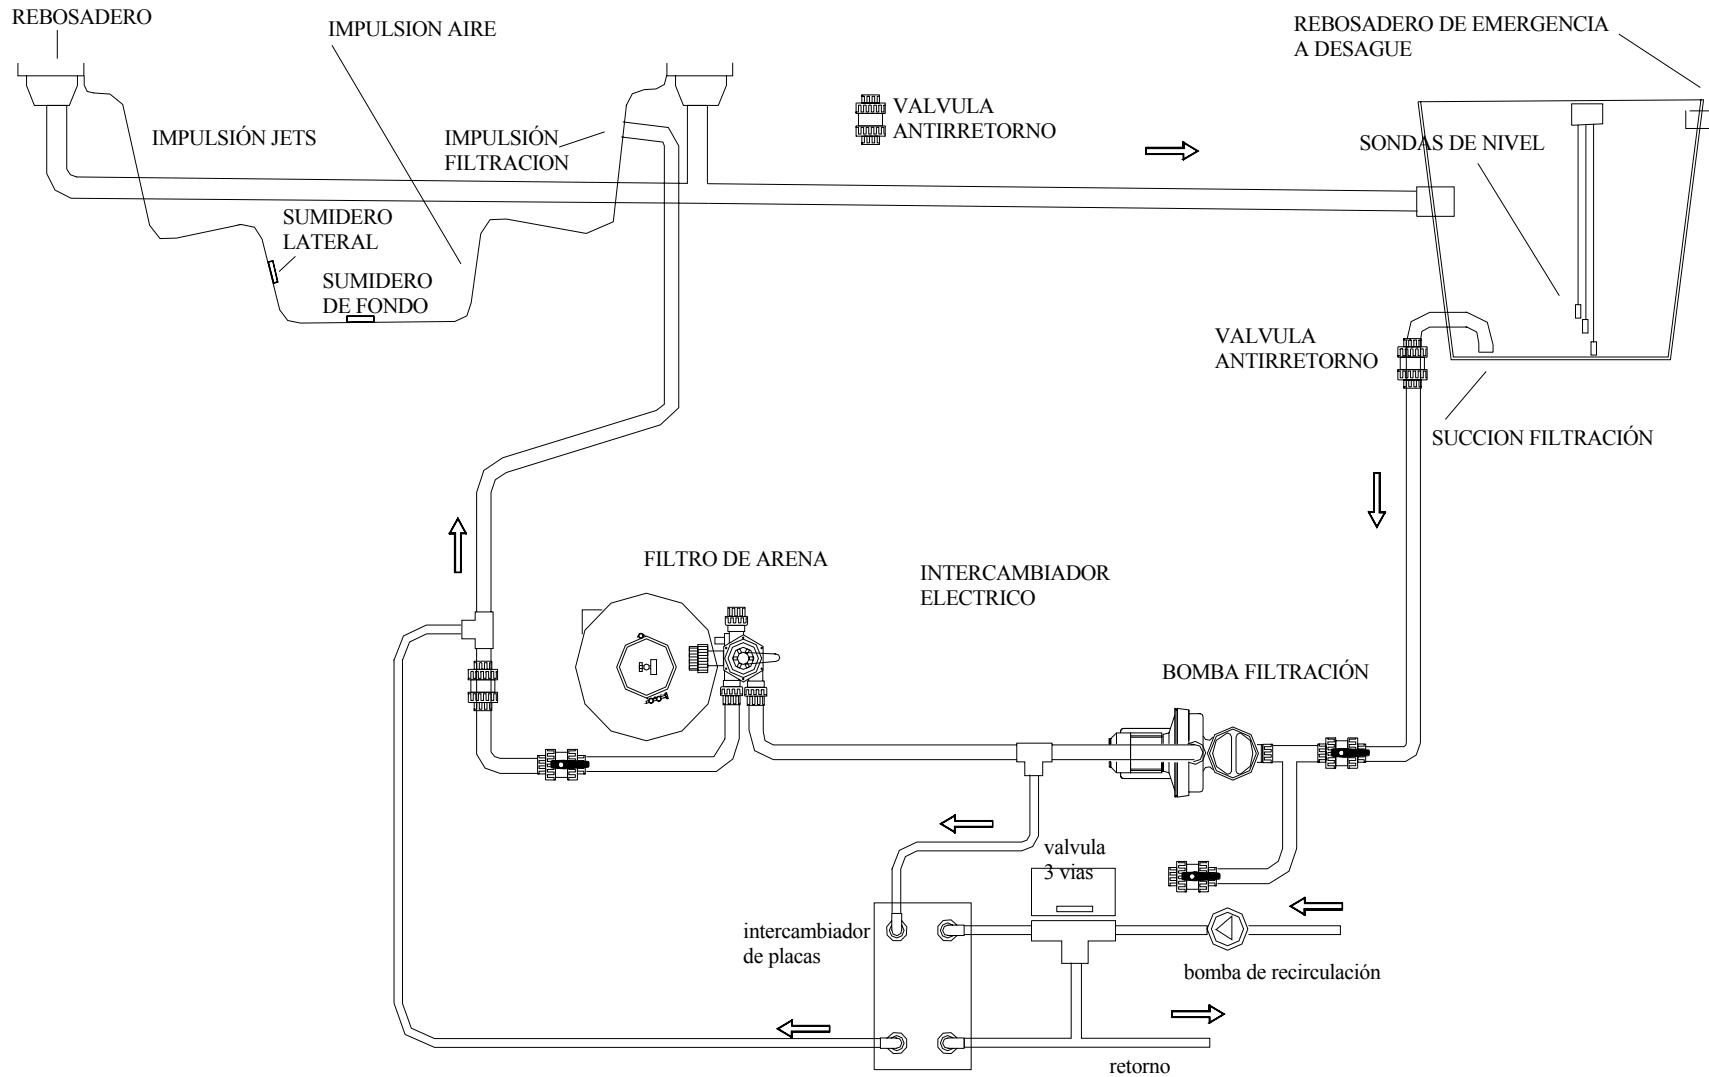 REBOSADERO
IMPULSION AIRE
REBOSADERO DE EMERGENCIA
A DESAGUE
IMPULSIÓN JETS
IMPULSIÓN
FILTRACION
VALVULA
ANTIRRETORNO
SONDAS DE NIVEL
SUMIDERO
LATERAL
SUMIDERO
DE FONDO
VALVULA
ANTIRRETORNO
SUCCION FILTRACIÓN
FILTRO DE ARENA
INTERCAMBIADOR
ELECTRICO
BOMBA FILTRACIÓN
valvula
3 vias
intercambiador
de placas
bomba de recirculación
retorno